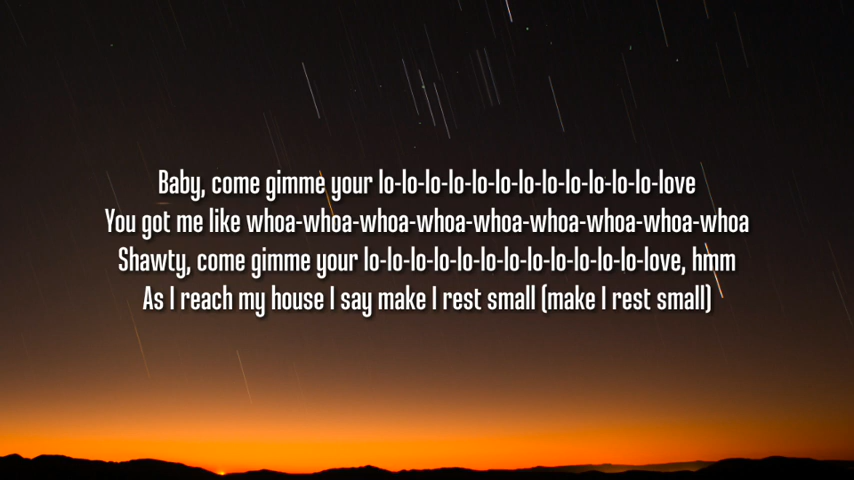 Baby, come gimme your lo-lo-lo-lo-lo-lo-lo-lo-lo-lo-lo-lo-love
You got me like whoa-whoa-whoa-whoa-whoa-whoa-whoa-whoa-whoa
Shawty, come gimme your lo-lo-lo-lo-lo-lo-lo-lo-lo-lo-lo-lo-love, hmm
As I reach my house I say make I rest small (make I rest small)